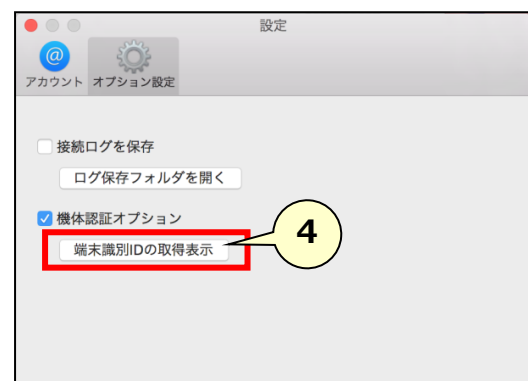 設定
@
アカウント オプション設定
接続ログを保存
ログ保存フォルダを開く
機体認証オプション
端末識別IDの取得表示
4